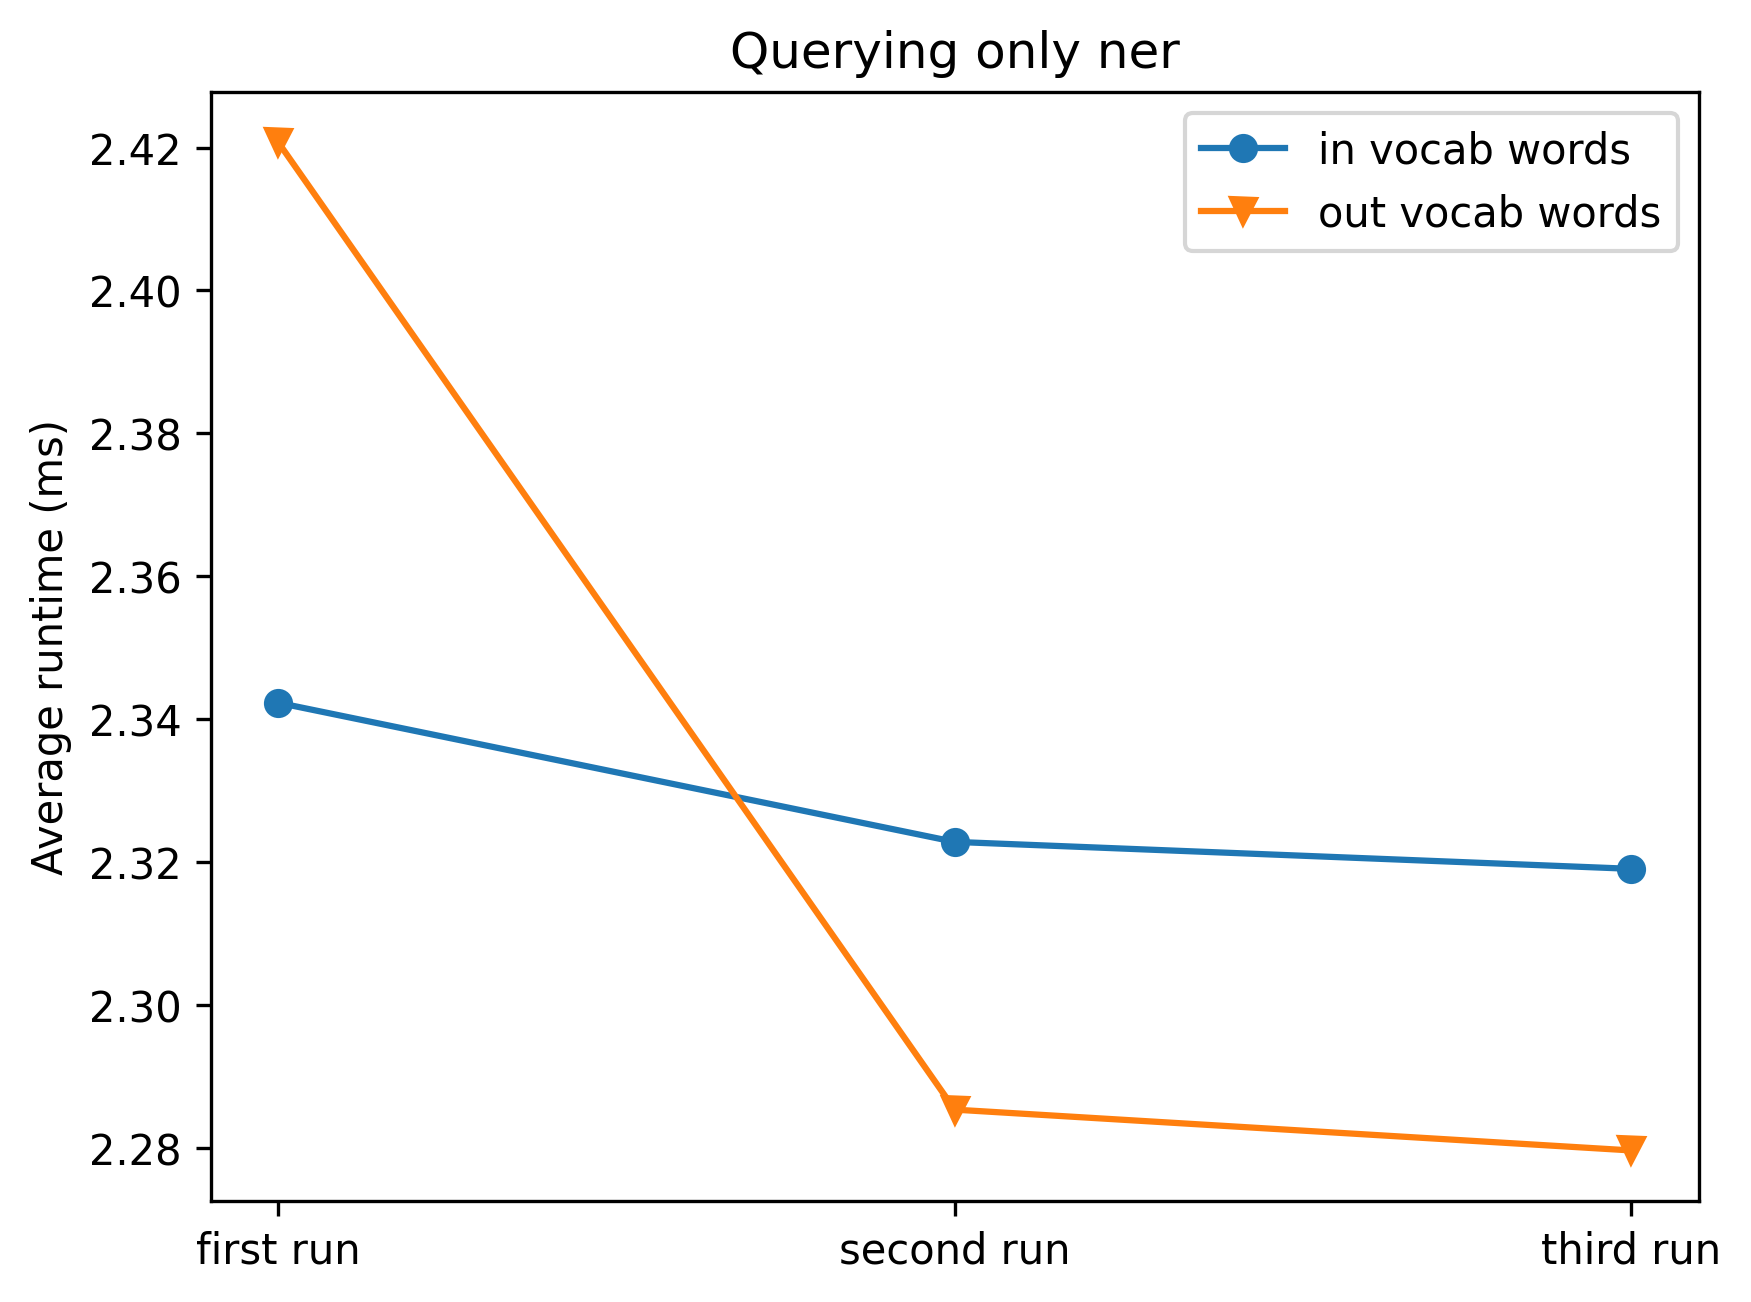 Querying only ner
in vocab words
out vocab words
Average runtime (ms)
2.42
2.40
2.38
2.36
2.34
2.32
2.30
2.28
first run
second run
third run